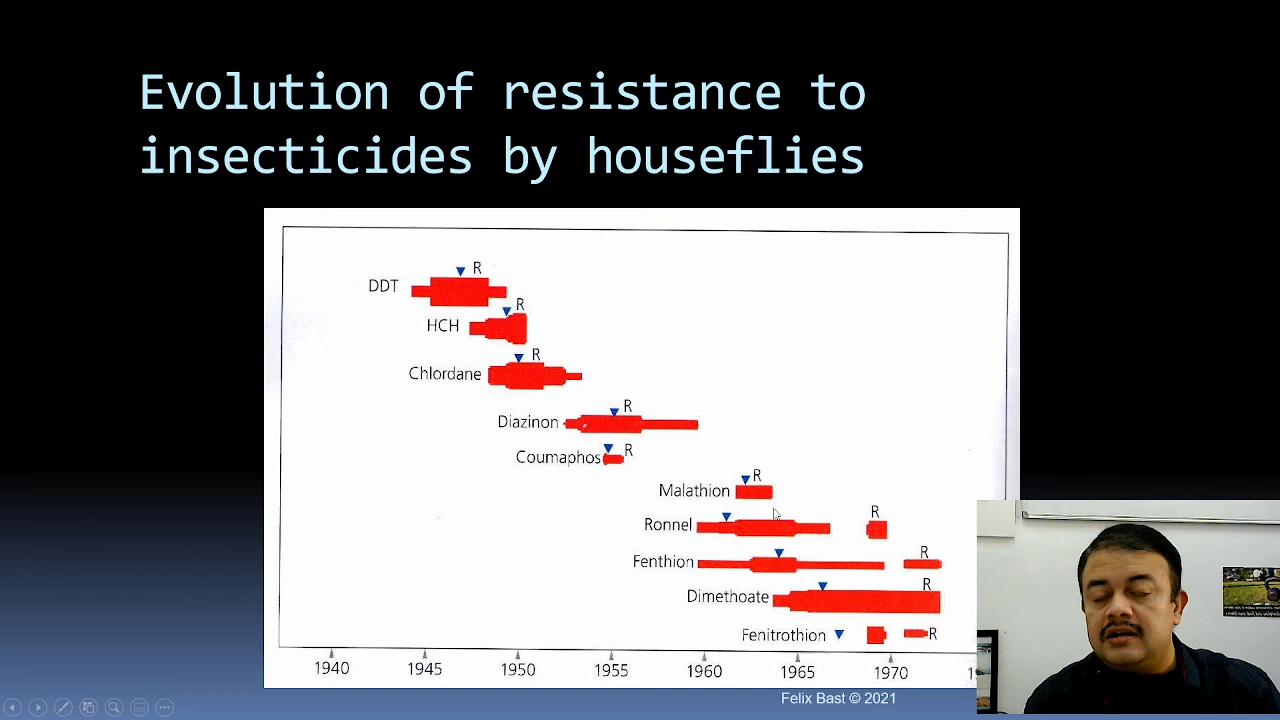 Evolution of resistance to
insecticides by houseflies
R
DDT
R
HCH
R
Chlordane
R
Diazinon
R
Coumaphos
R
Malathion
R
Ronnel
R
Fenthion
R
Dimethoate
Fenitrothion R
1940 1945 1950 1955 1960 1965 1970
Felix Bast © 2021